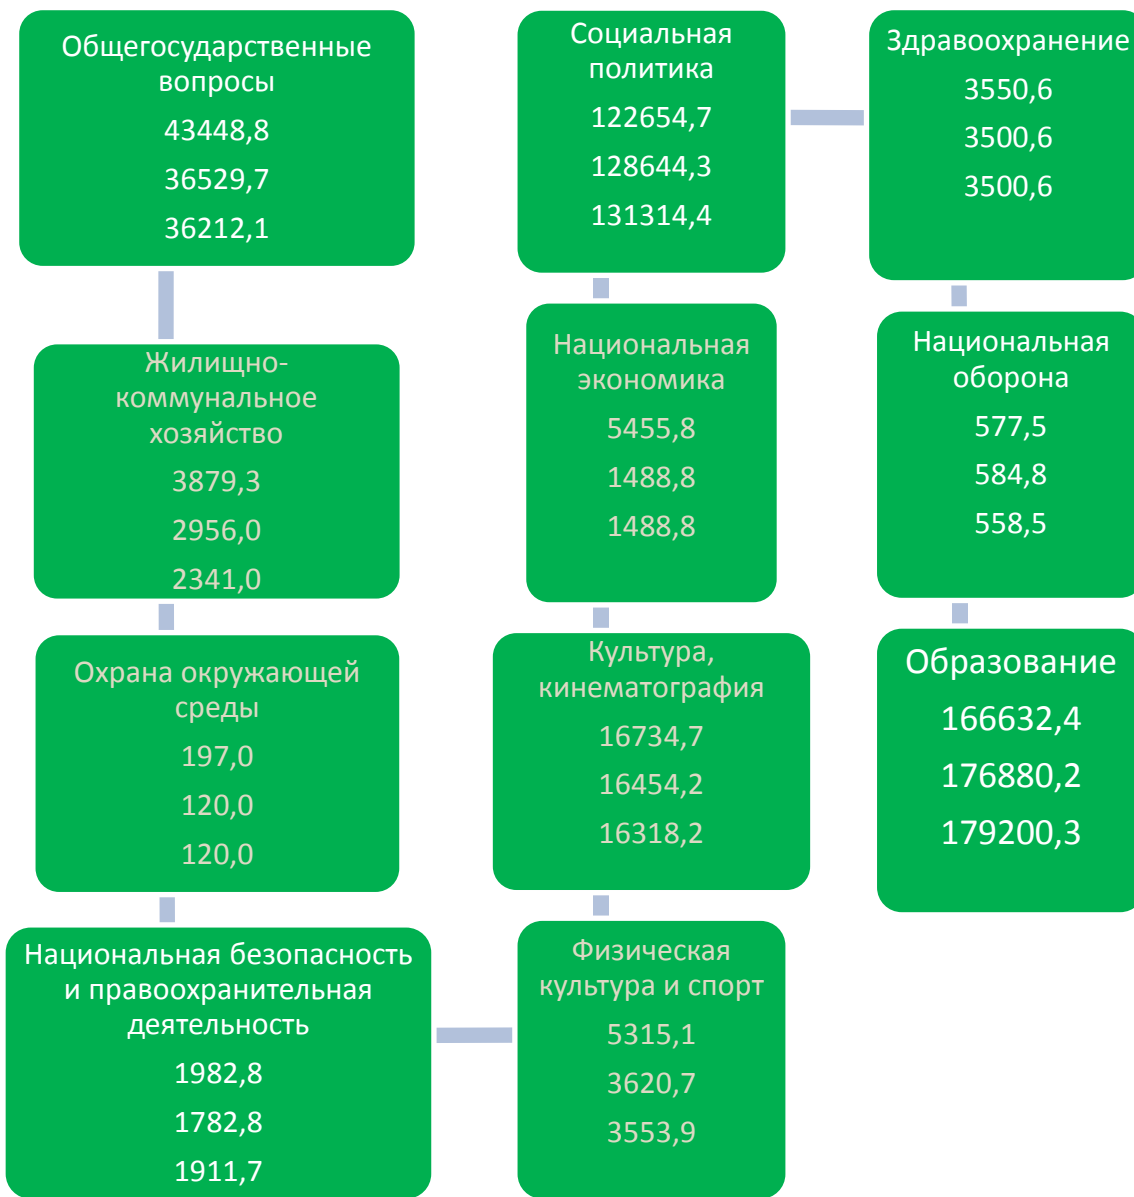 Общегосударственные
вопросы
43448,8
36529,7
36212,1
Жилищно-
коммунальное
хозяйство
3879,3
2956,0
2341,0
Охрана окружающей
среды
197,0
120,0
120,0
Национальная безопасность
и правоохранительная
деятельность
1982,8
1782,8
1911,7
Физическая
культура и спорт
5315,1
3620,7
3553,9
Культура,
кинематография
16734,7
16454,2
16318,2
Национальная
экономика
5455,8
1488,8
1488,8
Социальная
политика
122654,7
128644,3
131314,4
Здравоохранение
3550,6
3500,6
3500,6
Национальная
оборона
577,5
584,8
558,5
Образование
166632,4
176880,2
179200,3